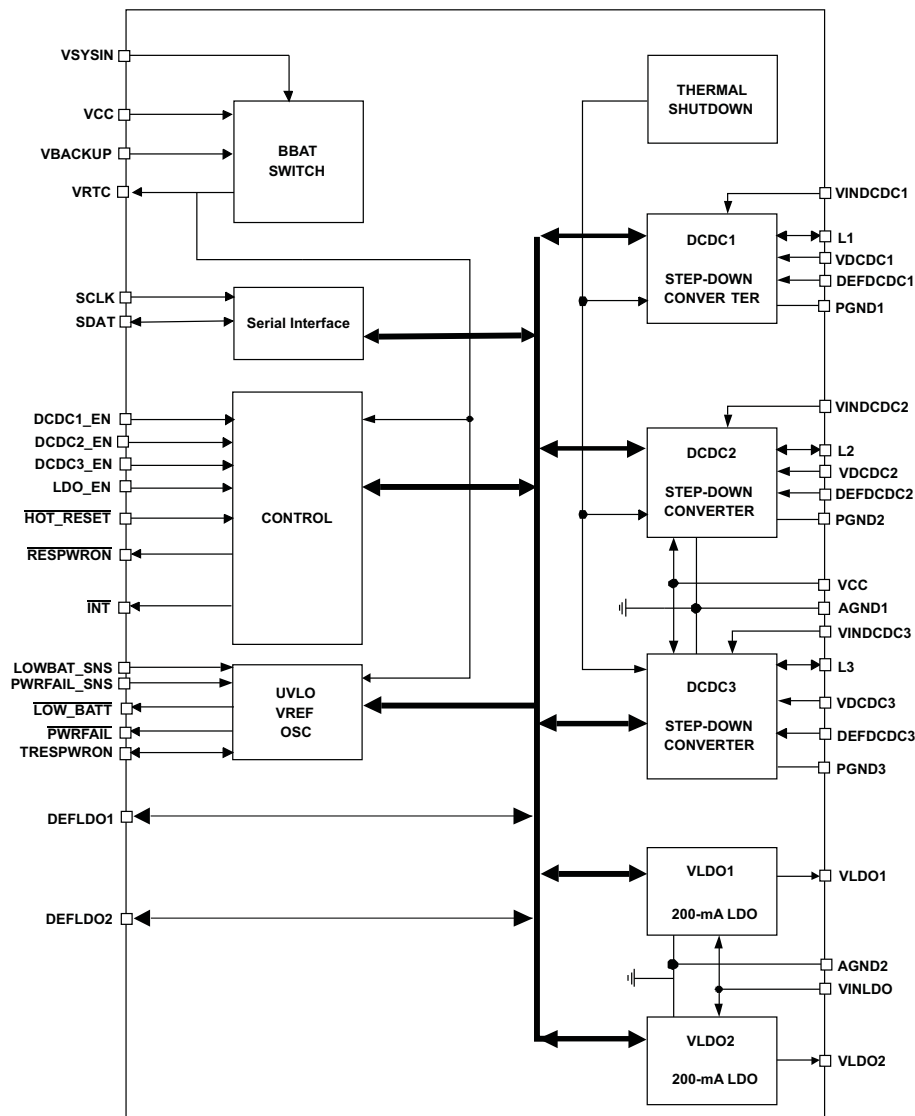 VSYSIN
VCC
VBACKUP
VRTC
BBAT
SWITCH
THERMAL
SHUTDOWN
SCLK
SDAT
Serial Interface
DCDC1_EN
DCDC2_EN
DCDC3_EN
LDO_EN
HOT_RESET
RESPWRON
INT
CONTROL
LOWBAT_SNS
PWRFAIL_SNS
LOW_BATT
PWRFAIL
TRESPWRON
UVLO
VREF
OSC
DEFLDO1
DEFLDO2
DCDC1
STEP-DOWN
CONVER TER
VINDCDC1
L1
VDCDC1
DEFDCDC1
PGND1
DCDC2
STEP-DOWN
CONVERTER
VINDCDC2
L2
VDCDC2
DEFDCDC2
PGND2
VCC
AGND1
VINDCDC3
DCDC3
STEP-DOWN
CONVERTER
L3
VDCDC3
DEFDCDC3
PGND3
VLDO1
200-mA LDO
VLDO1
AGND2
VINLDO
VLDO2
200-mA LDO
VLDO2